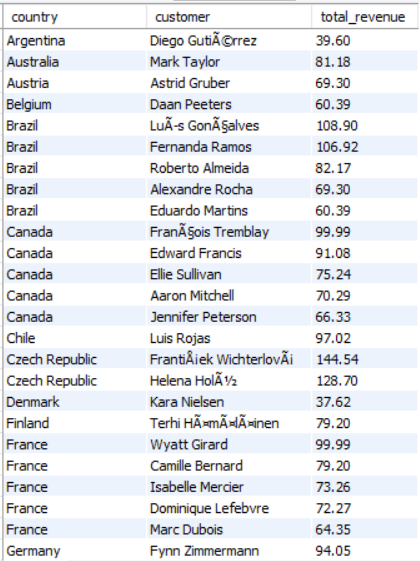 country customer total_revenue
Argentina Diego GutiÃ©rrez 39.60
Australia Mark Taylor 81.18
Austria Astrid Gruber 69.30
Belgium Daan Peeters 60.39
Brazil LuÃ-s GonÃ§alves 108.90
Brazil Fernanda Ramos 106.92
Brazil Roberto Almeida 82.17
Brazil Alexandre Rocha 69.30
Brazil Eduardo Martins 60.39
Canada FranÃ§ois Tremblay 99.99
Canada Edward Francis 91.08
Canada Ellie Sullivan 75.24
Canada Aaron Mitchell 70.29
Canada Jennifer Peterson 66.33
Chile Luis Rojas 97.02
Czech Republic FrantiÅ¡ek WichterlovÃ¡ 144.54
Czech Republic Helena HolÃ½ 128.70
Denmark Kara Nielsen 37.62
Finland Terhi HÃ¤mÃ¤lÃ¤inen 79.20
France Wyatt Girard 99.99
France Camille Bernard 79.20
France Isabelle Mercier 73.26
France Dominique Lefebvre 72.27
France Marc Dubois 64.35
Germany Fynn Zimmermann 94.05